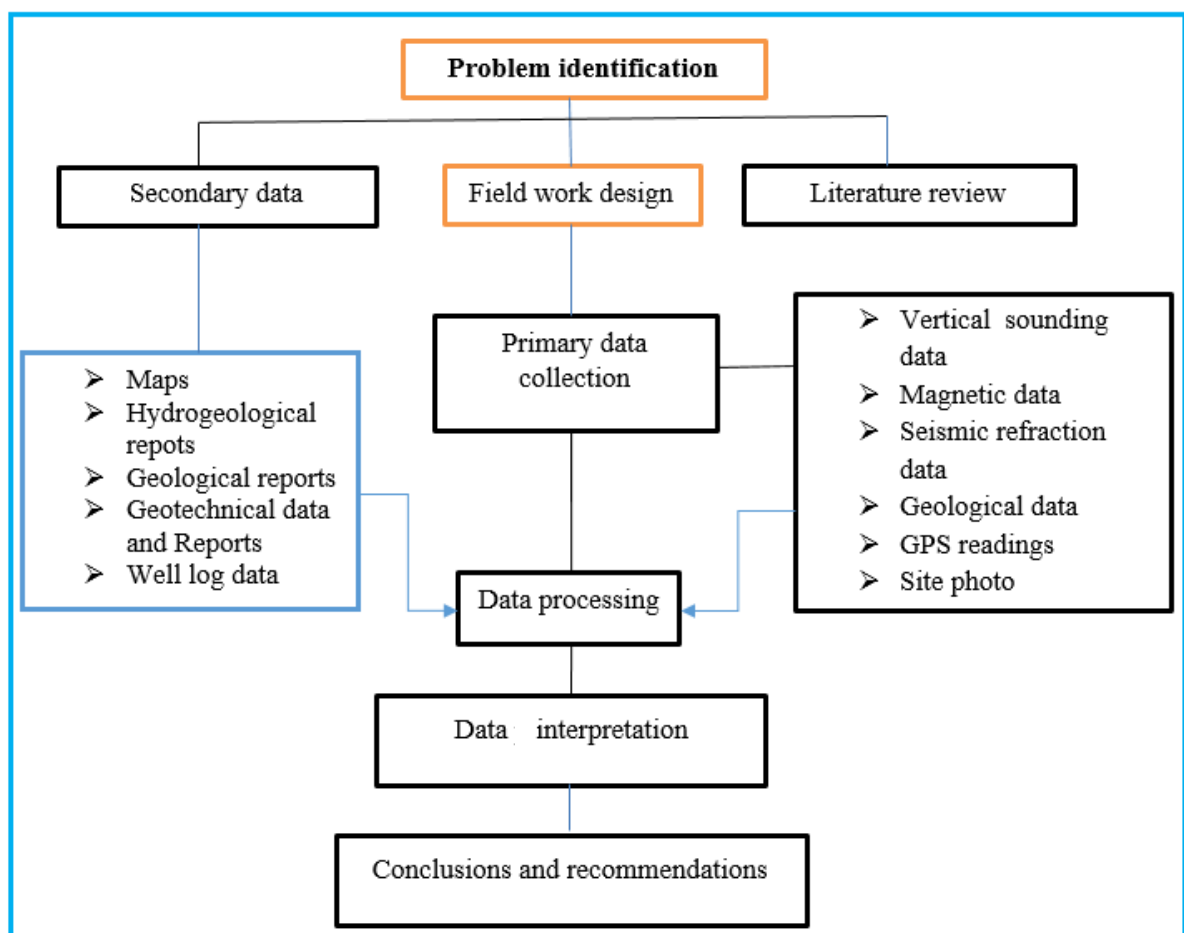 Problem identification
Secondary data
Field work design
Literature review
➢ Maps
➢ Hydrogeological
repots
➢ Geological reports
➢ Geotechnical data
and Reports
➢ Well log data
Primary data
collection
➢ Vertical sounding
data
➢ Magnetic data
➢ Seismic refraction
data
➢ Geological data
➢ GPS readings
➢ Site photo
Data processing
Data interpretation
Conclusions and recommendations